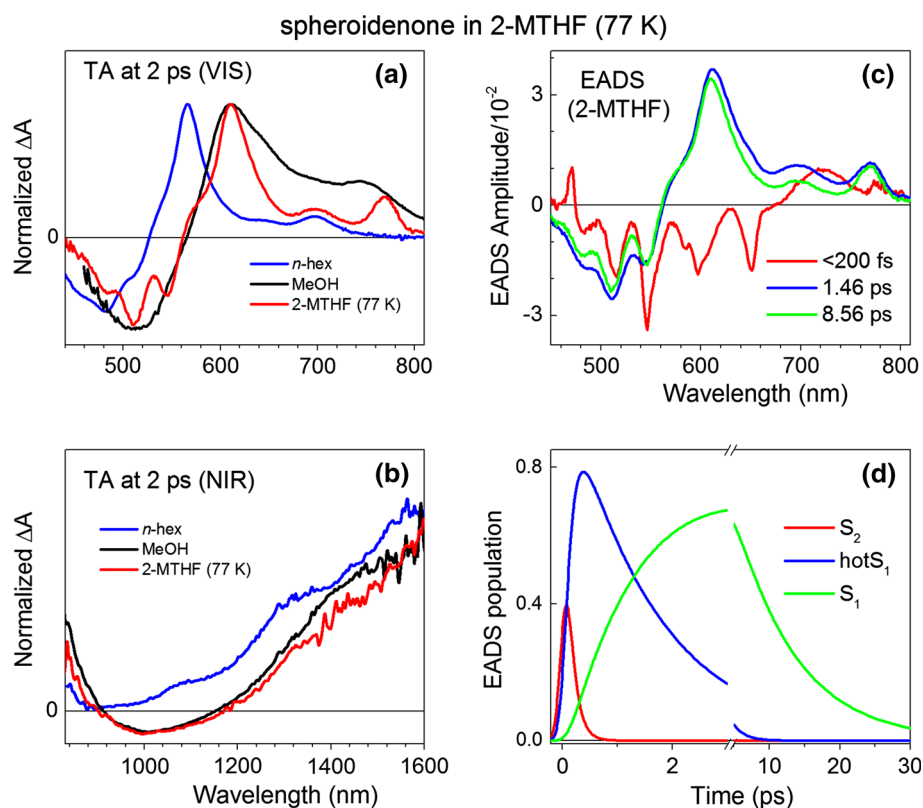 spheroidenone in 2-MTHF (77 K)
TA at 2 ps (VIS)
(a)
Normalized ΔA
0
n-hex
MeOH
2-MTHF (77 K)
500 600 700 800
EADS
(2-MTHF)
(c)
EADS Amplitude/10⁻²
3
0
-3
<200 fs
1.46 ps
8.56 ps
500 600 700 800
Wavelength (nm)
TA at 2 ps (NIR)
(b)
Normalized ΔA
0
n-hex
MeOH
2-MTHF (77 K)
1000 1200 1400 1600
Wavelength (nm)
(d)
EADS population
0.8
0.4
0.0
S₂
hotS₁
S₁
0 2 10 20 30
Time (ps)